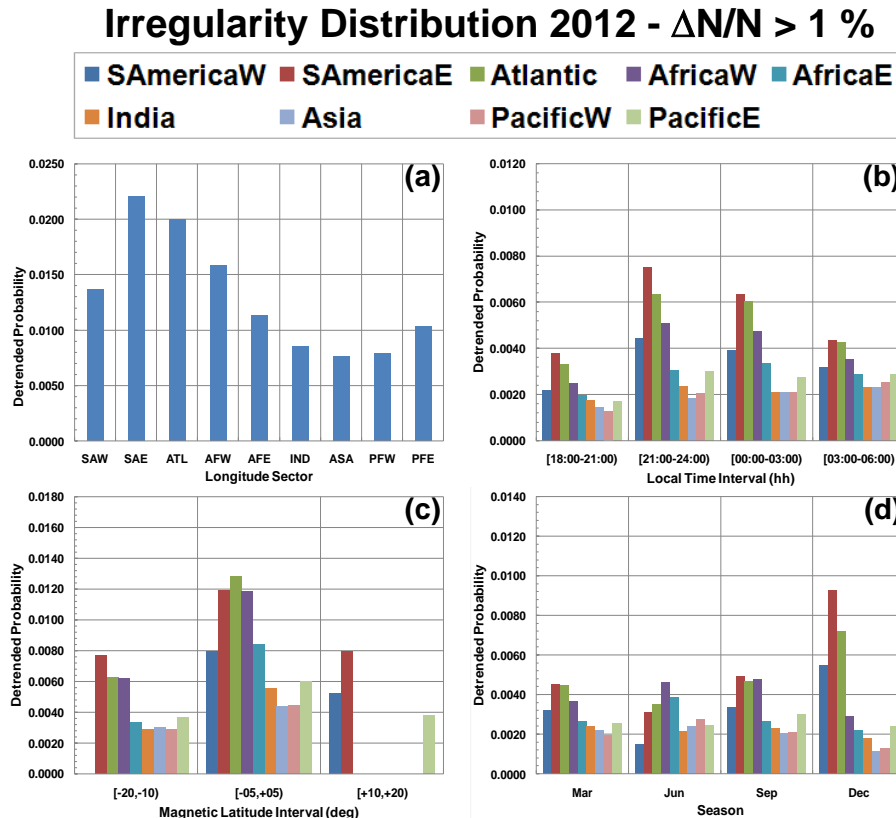 Irregularity Distribution 2012 - ΔN/N > 1 %
SAmericaW SAmericaE Atlantic AfricaW AfricaE
India Asia PacificW PacificE
(a)
Detrended Probability
0.0250
0.0200
0.0150
0.0100
0.0050
0.0000
SAW SAE ATL AFW AFE IND ASA PFW PFE
Longitude Sector
(b)
Detrended Probability
0.0120
0.0100
0.0080
0.0060
0.0040
0.0020
0.0000
[18:00-21:00) [21:00-24:00) [00:00-03:00) [03:00-06:00)
Local Time Interval (hh)
(c)
Detrended Probability
0.0180
0.0160
0.0140
0.0120
0.0100
0.0080
0.0060
0.0040
0.0020
0.0000
[-20,-10) [-05,+05) [+10,+20)
Magnetic Latitude Interval (deg)
(d)
Detrended Probability
0.0140
0.0120
0.0100
0.0080
0.0060
0.0040
0.0020
0.0000
Mar Jun Sep Dec
Season